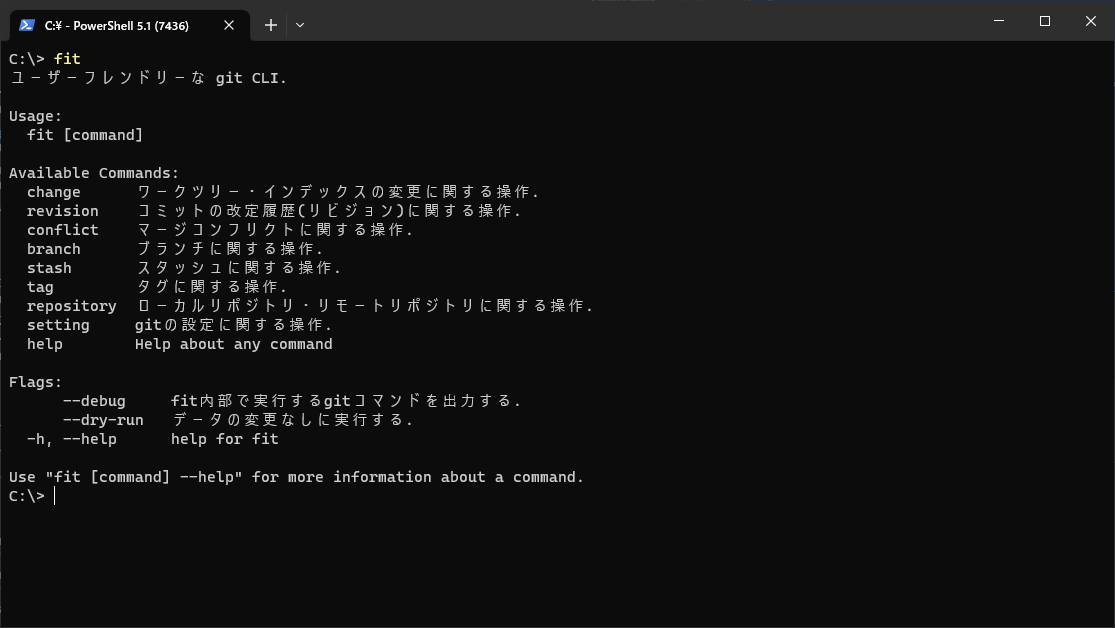 C:¥ - PowerShell 5.1 (7436)
C:\> fit
ユーザーフレンドリーな git CLI.
Usage:
fit [command]
Available Commands:
change ワークツリー・インデックスの変更に関する操作.
revision コミットの改定履歴(リビジョン)に関する操作.
conflict マージコンフリクトに関する操作.
branch ブランチに関する操作.
stash スタッシュに関する操作.
tag タグに関する操作.
repository ローカルリポジトリ・リモートリポジトリに関する操作.
setting gitの設定に関する操作.
help Help about any command
Flags:
--debug fit内部で実行するgitコマンドを出力する.
--dry-run データの変更なしに実行する.
-h, --help help for fit
Use "fit [command] --help" for more information about a command.
C:\>